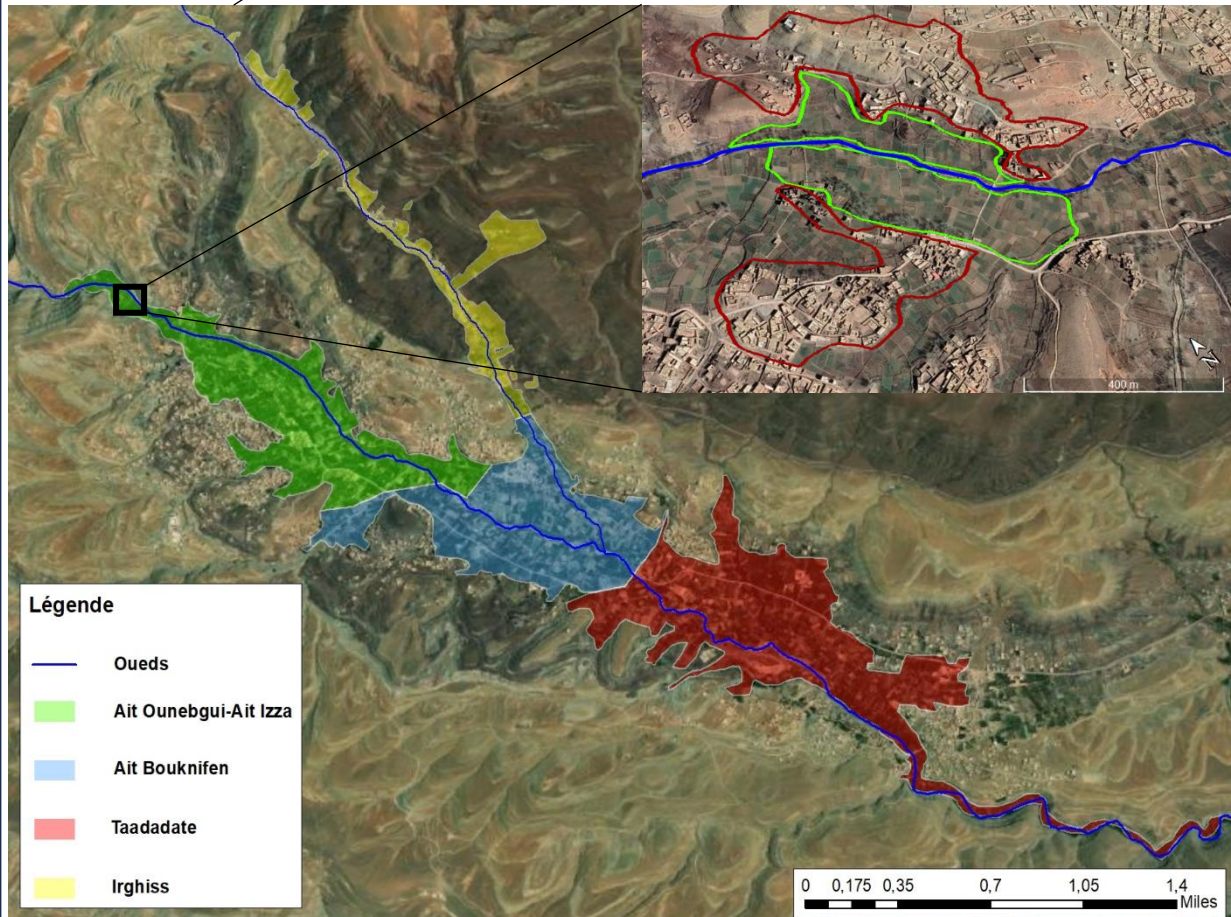 N
400 m
Légende
Oueds
Ait Ounebgui-Ait Izza
Ait Bouknifen
Taadadate
Irghiss
0 0,175 0,35 0,7 1,05 1,4
Miles